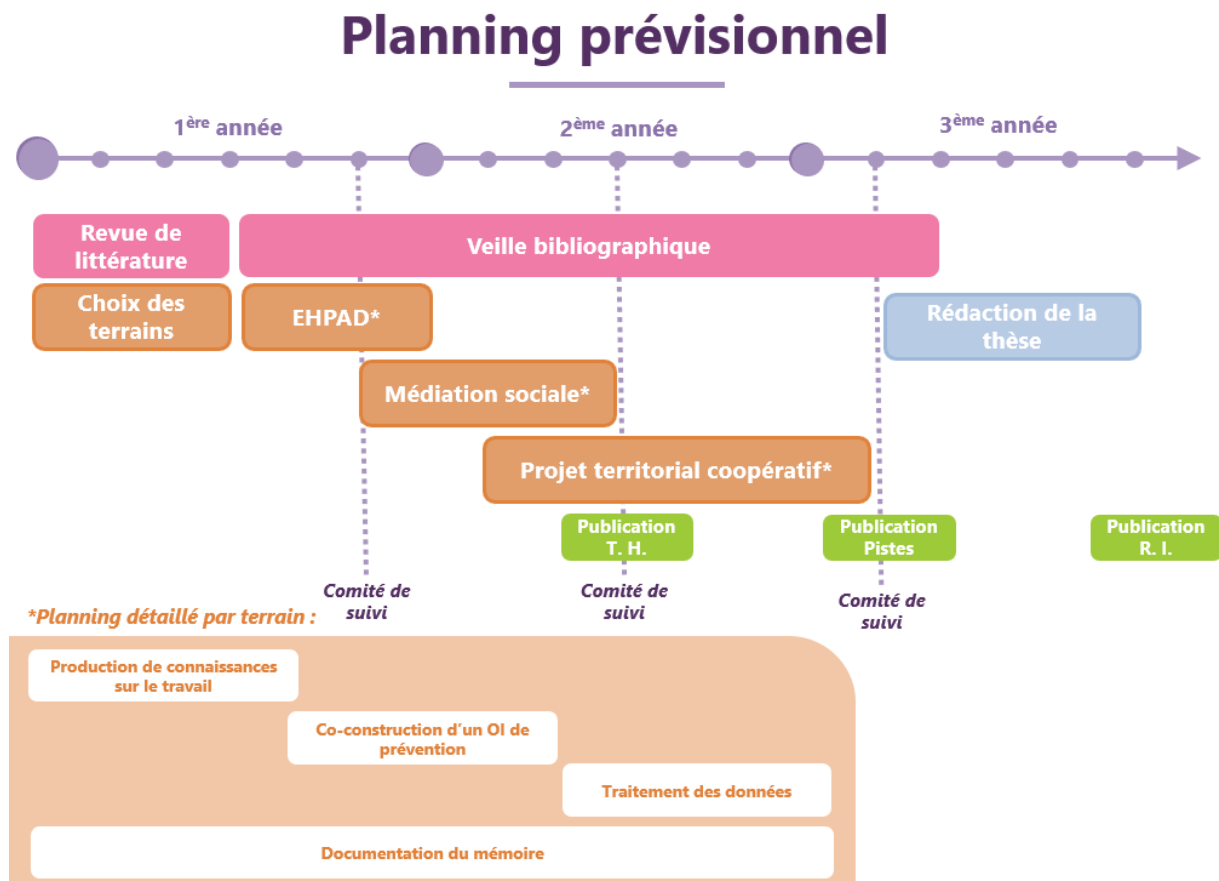 Planning prévisionnel
1ère année
2ème année
3ème année
Revue de
littérature
Veille bibliographique
Choix des
terrains
EHPAD*
Rédaction de la
thèse
Médiation sociale*
Projet territorial coopératif*
Publication
T. H.
Publication
Pistes
Publication
R. I.
Comité de
suivi
Comité de
suivi
Comité de
suivi
*Planning détaillé par terrain :
Production de connaissances
sur le travail
Co-construction d'un OI de
prévention
Traitement des données
Documentation du mémoire